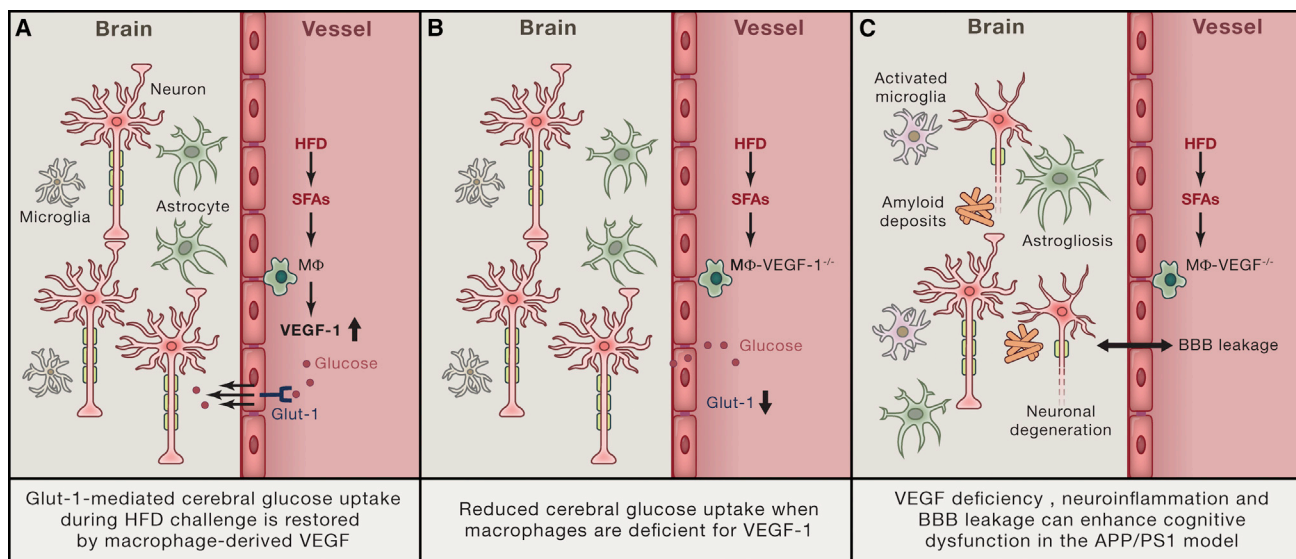 A
Brain
Vessel
Neuron
Microglia
Astrocyte
HFD
SFAs
MΦ
VEGF-1
Glucose
Glut-1
Glut-1-mediated cerebral glucose uptake
during HFD challenge is restored
by macrophage-derived VEGF
B
Brain
Vessel
HFD
SFAs
MΦ-VEGF-1-/-
Glucose
Glut-1
Reduced cerebral glucose uptake when
macrophages are deficient for VEGF-1
C
Brain
Vessel
Activated
microglia
Amyloid
deposits
Astrogliosis
HFD
SFAs
MΦ-VEGF-/-
BBB leakage
Neuronal
degeneration
VEGF deficiency , neuroinflammation and
BBB leakage can enhance cognitive
dysfunction in the APP/PS1 model